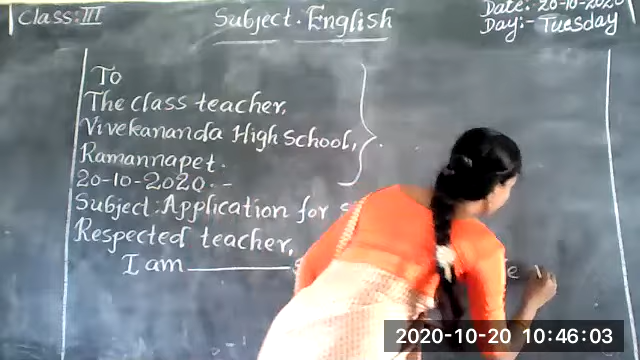 Class: III
Subject. English
Date: 20-10-2020
Day:- Tuesday
To
The class teacher,
Vivekananda High School,
Ramannapet.
20-10-2020.-
Subject: Application for
Respected teacher,
I am
2020-10-20 10:46:03